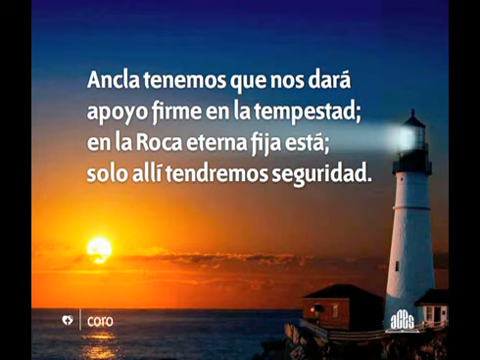 Ancla tenemos que nos dará
apoyo firme en la tempestad;
en la Roca eterna fija está;
solo allí tendremos seguridad.
coro
aces